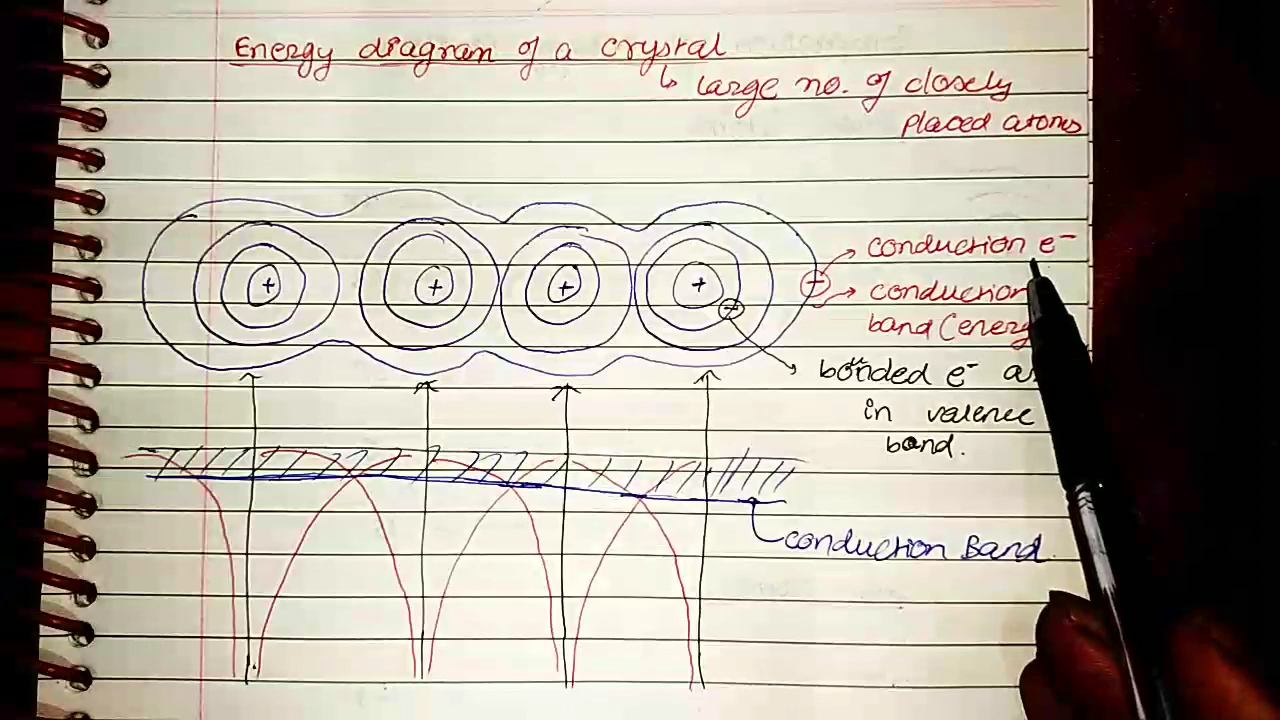 Energy diagram of a crystal
↳ large no. of closely
placed atoms
+ + + +
conduction e⁻
conduction
band (energ
bonded e⁻ a
in valence
band.
conduction Band